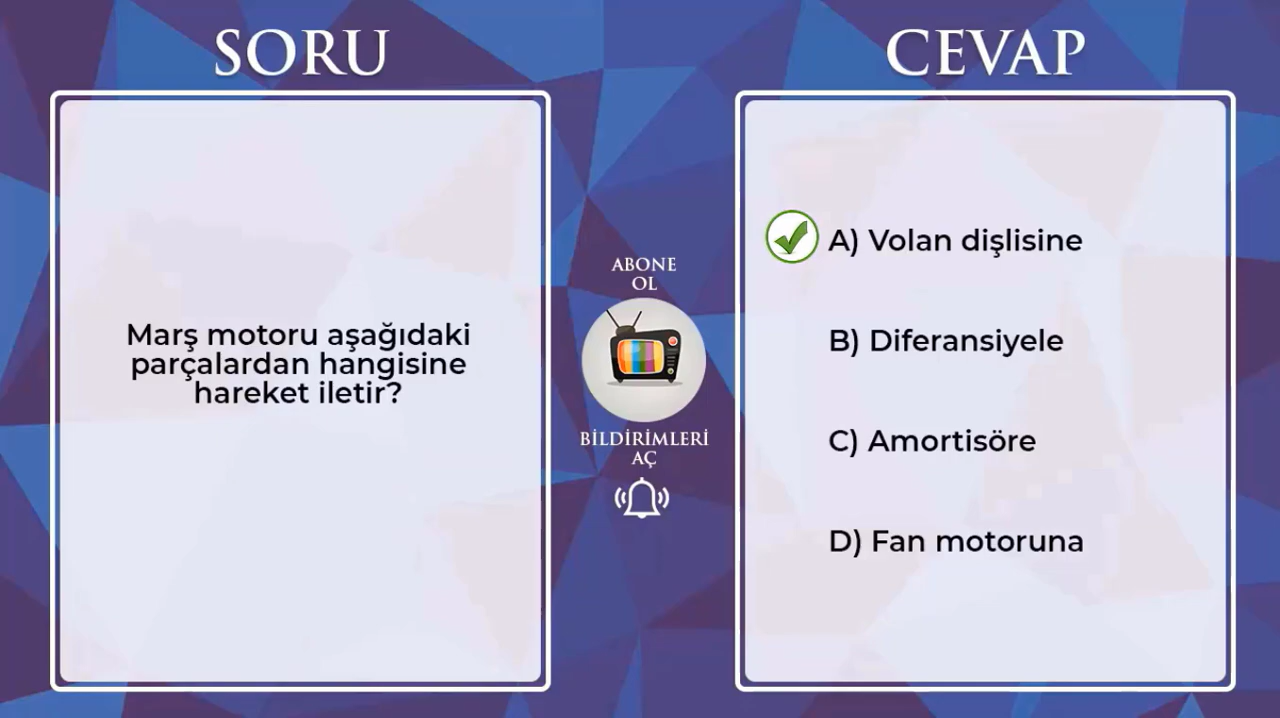 SORU
Marş motoru aşağıdaki
parçalardan hangisine
hareket iletir?
ABONE
OL
BİLDİRİMLERİ
AÇ
CEVAP
A) Volan dişlisine
B) Diferansiyele
C) Amortisöre
D) Fan motoruna